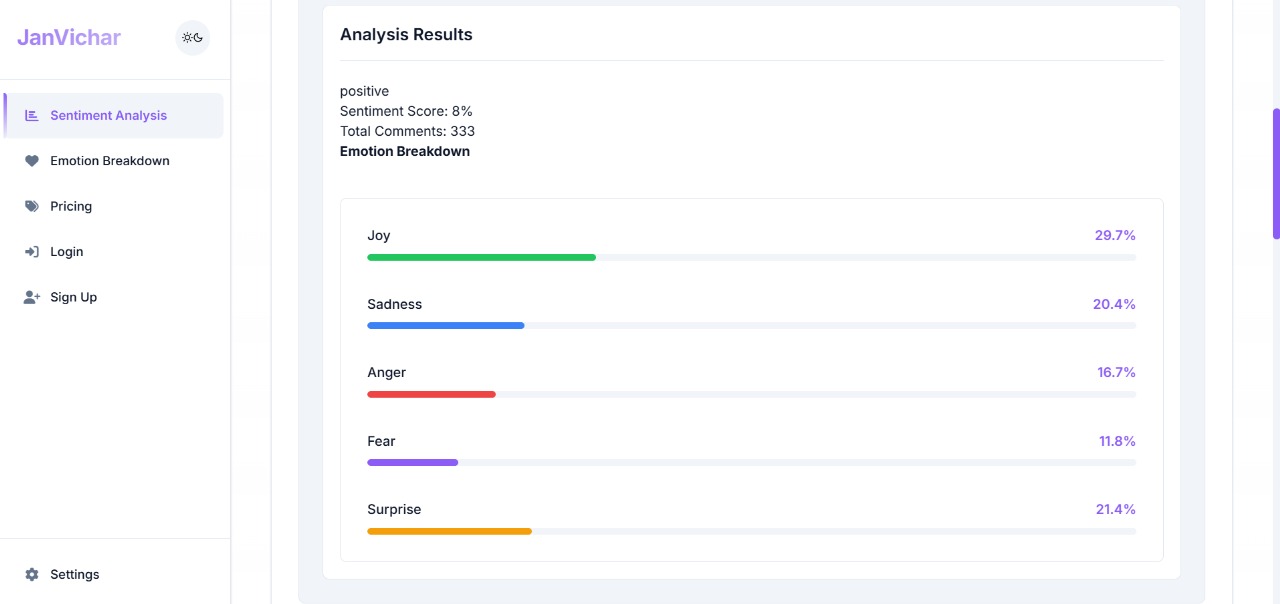 JanVichar
Sentiment Analysis
Emotion Breakdown
Pricing
Login
Sign Up
Settings
Analysis Results
positive
Sentiment Score: 8%
Total Comments: 333
Emotion Breakdown
Joy 29.7%
Sadness 20.4%
Anger 16.7%
Fear 11.8%
Surprise 21.4%